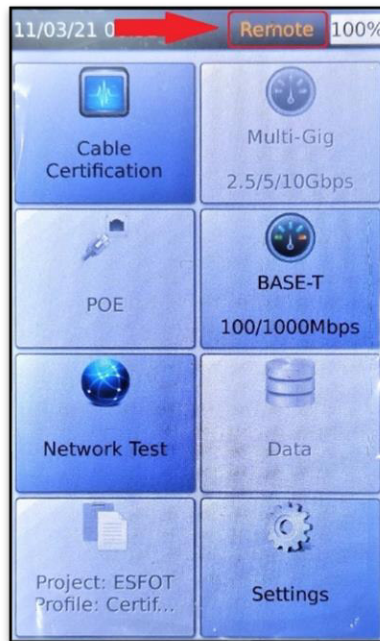 11/03/21 0
Remote
100%
Cable
Certification
Multi-Gig
2.5/5/10Gbps
POE
BASE-T
100/1000Mbps
Network Test
Data
Project: ESFOT
Profile: Certif...
Settings